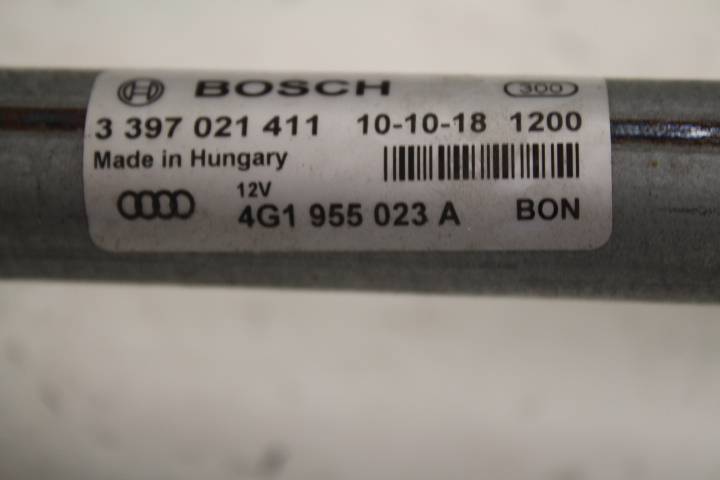 BOSCH 300
3 397 021 411 10-10-18 1200
Made in Hungary
12V
4G1 955 023 A BON